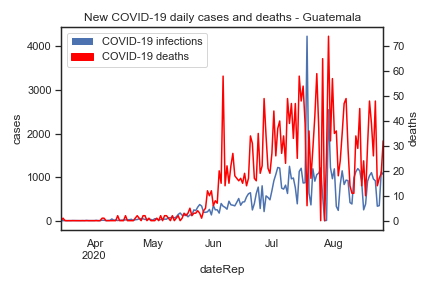 New COVID-19 daily cases and deaths - Guatemala
COVID-19 infections
COVID-19 deaths
cases
4000
3000
2000
1000
0
deaths
70
60
50
40
30
20
10
0
Apr
2020
May
Jun
Jul
Aug
dateRep